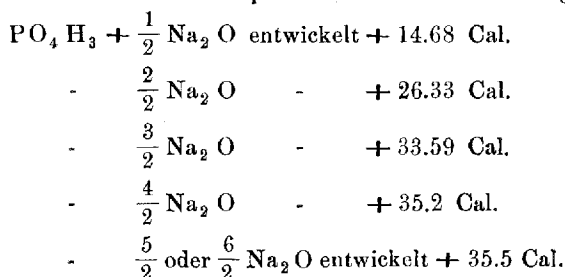 PO₄ H₃ + 1/2 Na₂ O entwickelt + 14.68 Cal.
- 2/2 Na₂ O - + 26.33 Cal.
- 3/2 Na₂ O - + 33.59 Cal.
- 4/2 Na₂ O - + 35.2 Cal.
- 5/2 oder 6/2 Na₂ O entwickelt + 35.5 Cal.